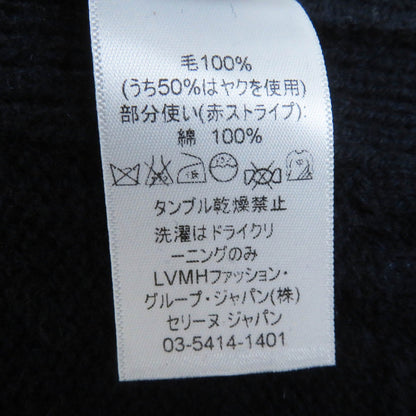 毛100%
(うち50%はヤクを使用)
部分使い(赤ストライプ):
綿 100%
タンブル乾燥禁止
洗濯はドライクリ
ーニングのみ
LVMHファッション・
グループ・ジャパン(株)
セリーヌ ジャパン
03-5414-1401